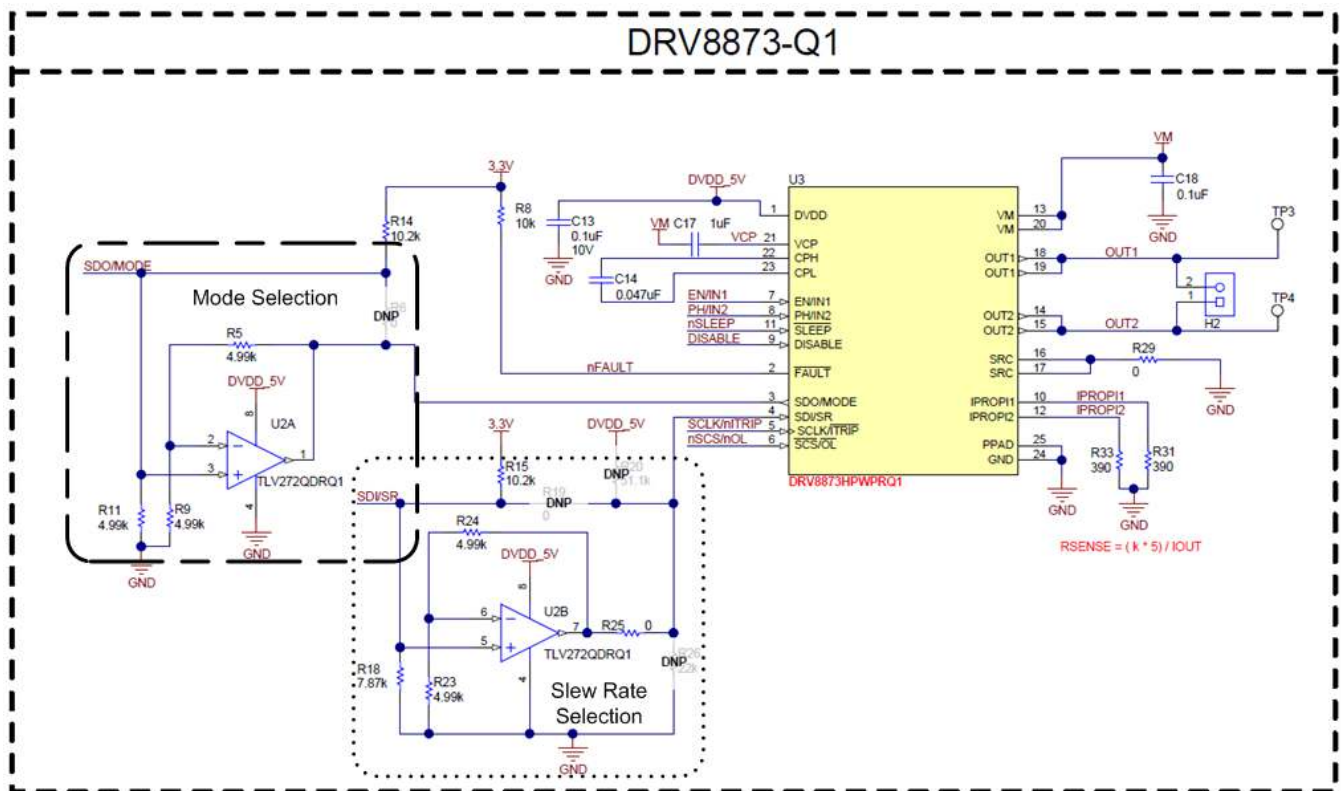 DRV8873-Q1
3.3V
DVDD_5V
U3
VM
C18
0.1uF
GND
TP3
TP4
R14
10.2k
R8
10k
C13
0.1uF
10V
GND
VM
C17
1uF
VCP
C14
0.047uF
1 DVDD
21 VCP
22 CPH
23 CPL
EN/IN1 7 EN/IN1
PH/IN2 8 PH/IN2
nSLEEP 11 SLEEP
DISABLE 9 DISABLE
nFAULT 2 FAULT
3 SDO/MODE
4 SDI/SR
SCLK/nITRIP 5 SCLK/ITRIP
nSCS/nOL 6 SCS/OL
VM 13
VM 20
OUT1 18 OUT1
OUT1 19
OUT2 14
OUT2 15 OUT2
2
1
H2
SRC 16
SRC 17
R29
0
GND
IPROPI1 10 IPROPI1
IPROPI2 12 IPROPI2
PPAD 25
GND 24
GND
R33
390
R31
390
GND
DRV8873HPWPRQ1
RSENSE = ( k * 5) / IOUT
SDO/MODE
Mode Selection
R6
DNP
0
R5
4.99k
DVDD_5V
8
U2A
2
3
1
TLV272QDRQ1
4
R11
4.99k
R9
4.99k
GND
GND
3.3V
DVDD_5V
R15
10.2k
R20
DNP
51.1k
SDI/SR
R19
DNP
0
R24
4.99k
DVDD_5V
8
U2B
6
5
7
R25
0
TLV272QDRQ1
4
R26
DNP
22k
R18
7.87k
R23
4.99k
Slew Rate
Selection
GND